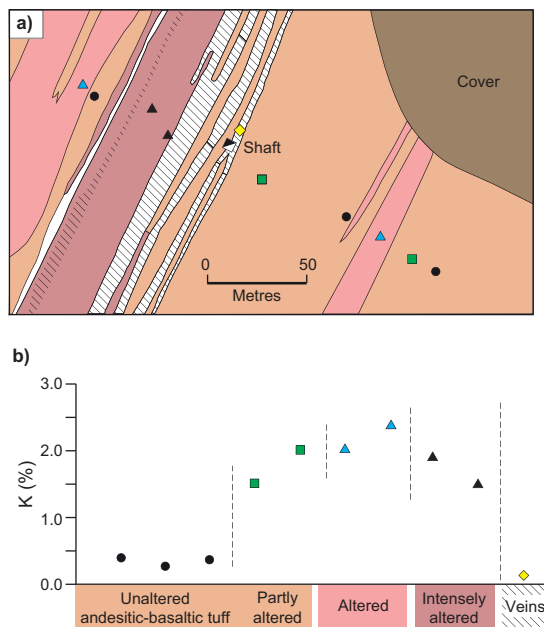 a)
Cover
Shaft
0 50
Metres
b)
3.0
2.0
1.0
0.0
K (%)
Unaltered
andesitic-basaltic tuff
Partly
altered
Altered
Intensely
altered
Veins